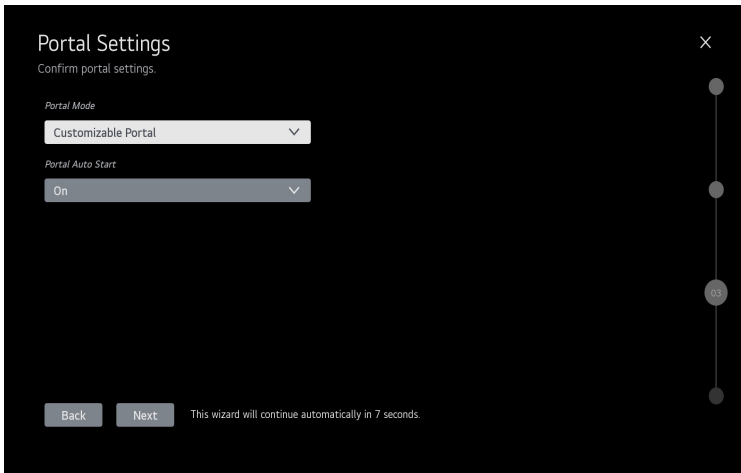 Portal Settings
Confirm portal settings.
Portal Mode
Customizable Portal
Portal Auto Start
On
03
Back
Next
This wizard will continue automatically in 7 seconds.